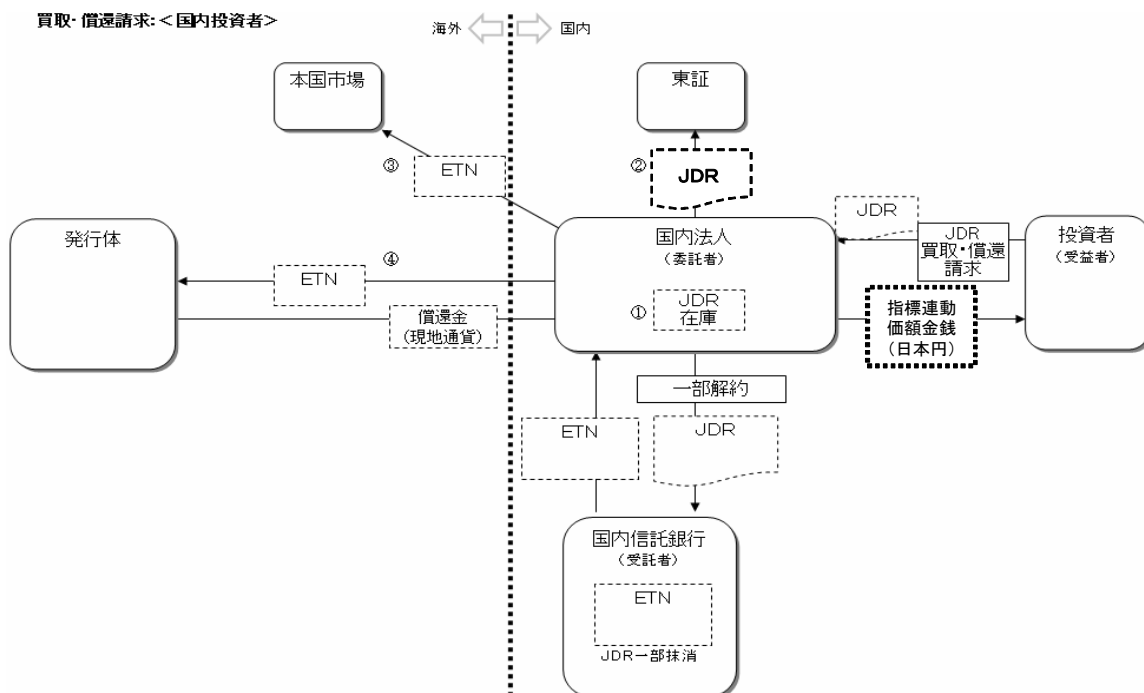 買取・償還請求:<国内投資者>
海外
国内
本国市場
東証
③
ETN
②
JDR
発行体
国内法人
(委託者)
JDR
JDR
買取・償還
請求
投資者
(受益者)
④
ETN
償還金
(現地通貨)
①
JDR
在庫
指標連動
価額金銭
(日本円)
一部解約
ETN
JDR
国内信託銀行
(受託者)
ETN
JDR一部抹消